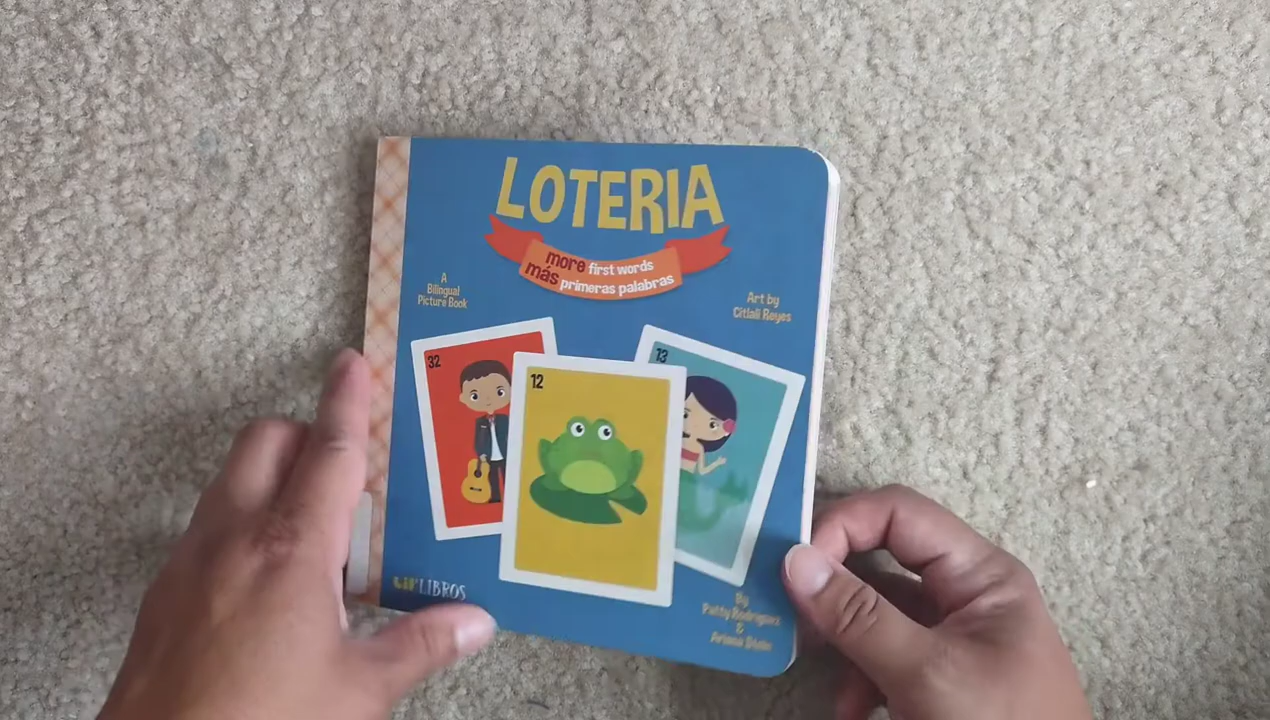 LOTERIA
more first words
más primeras palabras
A
Bilingual
Picture Book
Art by
Citlali Reyes
32
12
13
LIL'LIBROS
By
Patty Rodriguez
&
Ariana Stein